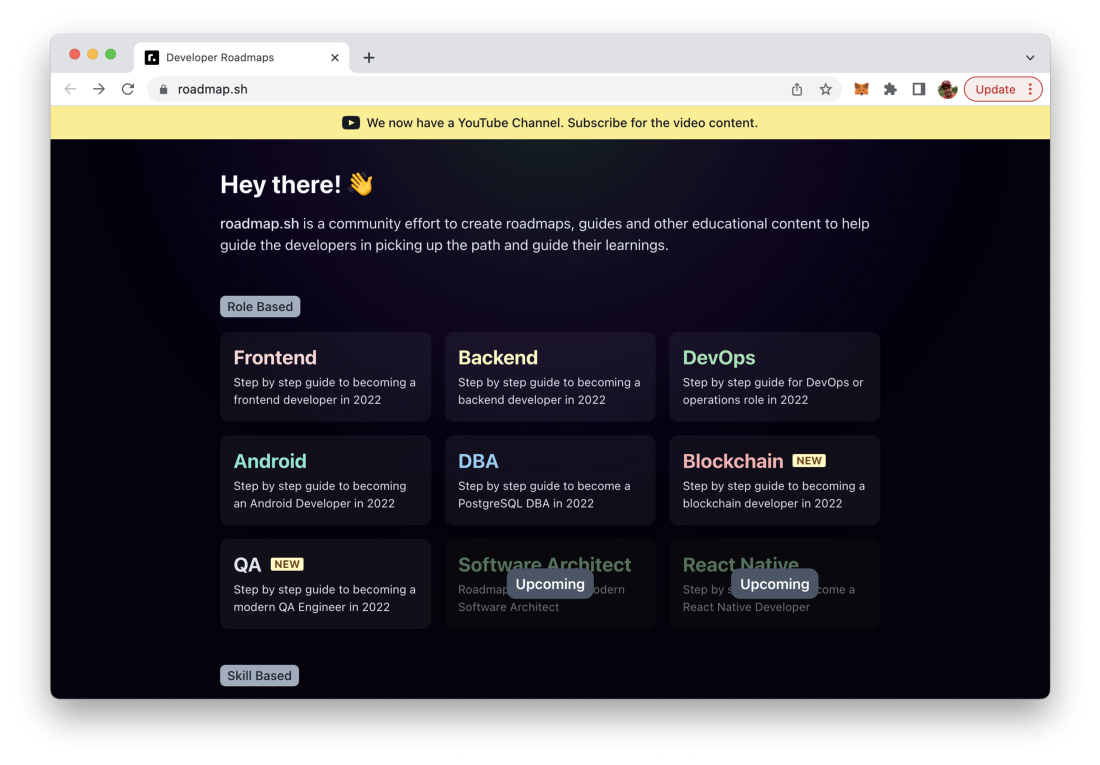 Developer Roadmaps
roadmap.sh
Update
We now have a YouTube Channel. Subscribe for the video content.
Hey there! 👋
roadmap.sh is a community effort to create roadmaps, guides and other educational content to help
guide the developers in picking up the path and guide their learnings.
Role Based
Frontend
Step by step guide to becoming a
frontend developer in 2022
Backend
Step by step guide to becoming a
backend developer in 2022
DevOps
Step by step guide for DevOps or
operations role in 2022
Android
Step by step guide to becoming
an Android Developer in 2022
DBA
Step by step guide to become a
PostgreSQL DBA in 2022
Blockchain NEW
Step by step guide to becoming a
blockchain developer in 2022
QA NEW
Step by step guide to becoming a
modern QA Engineer in 2022
Software Architect
Upcoming
Software Architect
React Native
Upcoming
Step by
React Native Developer
Skill Based